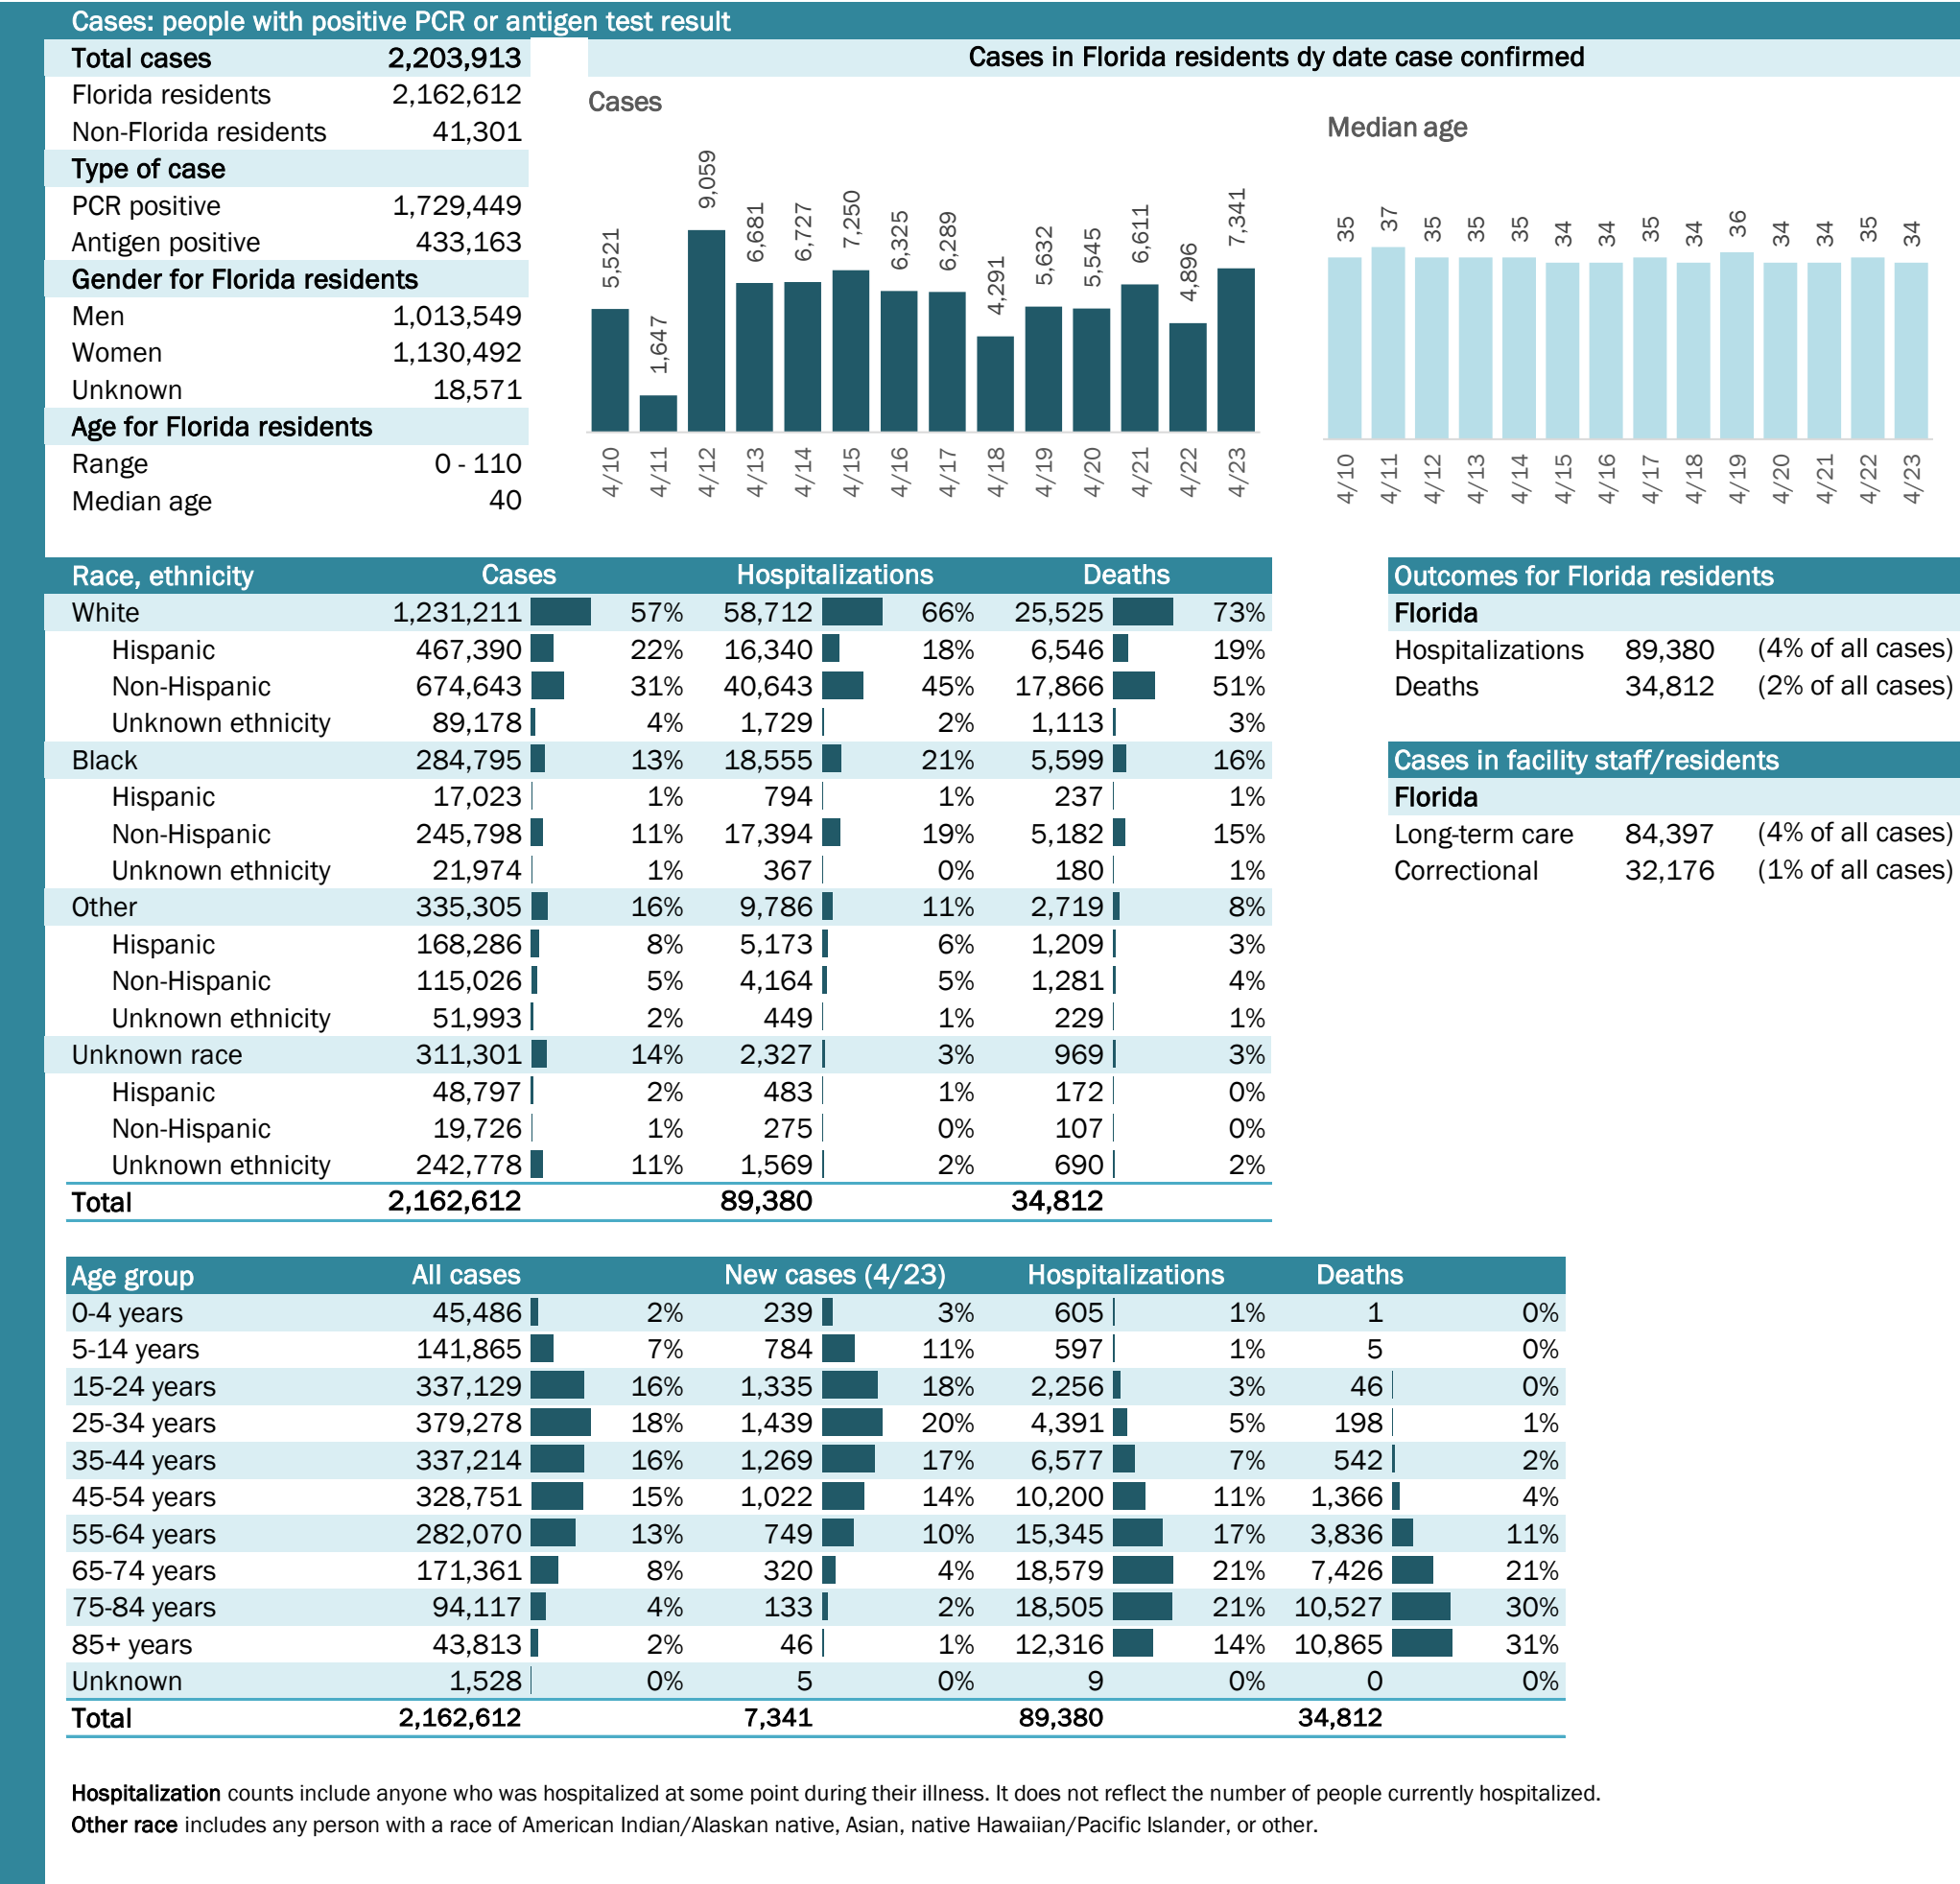 Cases: people with positive PCR or antigen test result
Total cases 2,203,913
Florida residents 2,162,612
Non-Florida residents 41,301
Type of case
PCR positive 1,729,449
Antigen positive 433,163
Gender for Florida residents
Men 1,013,549
Women 1,130,492
Unknown 18,571
Age for Florida residents
Range 0 - 110
Median age 40
Cases in Florida residents dy date case confirmed
Cases
5,521 1,647 9,059 6,681 6,727 7,250 6,325 6,289 4,291 5,632 5,545 6,611 4,896 7,341
4/10 4/11 4/12 4/13 4/14 4/15 4/16 4/17 4/18 4/19 4/20 4/21 4/22 4/23
Median age
35 37 35 35 35 34 34 35 34 36 34 34 35 34
4/10 4/11 4/12 4/13 4/14 4/15 4/16 4/17 4/18 4/19 4/20 4/21 4/22 4/23
Race, ethnicity Cases Hospitalizations Deaths
White 1,231,211 57% 58,712 66% 25,525 73%
Hispanic 467,390 22% 16,340 18% 6,546 19%
Non-Hispanic 674,643 31% 40,643 45% 17,866 51%
Unknown ethnicity 89,178 4% 1,729 2% 1,113 3%
Black 284,795 13% 18,555 21% 5,599 16%
Hispanic 17,023 1% 794 1% 237 1%
Non-Hispanic 245,798 11% 17,394 19% 5,182 15%
Unknown ethnicity 21,974 1% 367 0% 180 1%
Other 335,305 16% 9,786 11% 2,719 8%
Hispanic 168,286 8% 5,173 6% 1,209 3%
Non-Hispanic 115,026 5% 4,164 5% 1,281 4%
Unknown ethnicity 51,993 2% 449 1% 229 1%
Unknown race 311,301 14% 2,327 3% 969 3%
Hispanic 48,797 2% 483 1% 172 0%
Non-Hispanic 19,726 1% 275 0% 107 0%
Unknown ethnicity 242,778 11% 1,569 2% 690 2%
Total 2,162,612 89,380 34,812
Outcomes for Florida residents
Florida
Hospitalizations 89,380 (4% of all cases)
Deaths 34,812 (2% of all cases)
Cases in facility staff/residents
Florida
Long-term care 84,397 (4% of all cases)
Correctional 32,176 (1% of all cases)
Age group All cases New cases (4/23) Hospitalizations Deaths
0-4 years 45,486 2% 239 3% 605 1% 1 0%
5-14 years 141,865 7% 784 11% 597 1% 5 0%
15-24 years 337,129 16% 1,335 18% 2,256 3% 46 0%
25-34 years 379,278 18% 1,439 20% 4,391 5% 198 1%
35-44 years 337,214 16% 1,269 17% 6,577 7% 542 2%
45-54 years 328,751 15% 1,022 14% 10,200 11% 1,366 4%
55-64 years 282,070 13% 749 10% 15,345 17% 3,836 11%
65-74 years 171,361 8% 320 4% 18,579 21% 7,426 21%
75-84 years 94,117 4% 133 2% 18,505 21% 10,527 30%
85+ years 43,813 2% 46 1% 12,316 14% 10,865 31%
Unknown 1,528 0% 5 0% 9 0% 0 0%
Total 2,162,612 7,341 89,380 34,812
Hospitalization counts include anyone who was hospitalized at some point during their illness. It does not reflect the number of people currently hospitalized.
Other race includes any person with a race of American Indian/Alaskan native, Asian, native Hawaiian/Pacific Islander, or other.